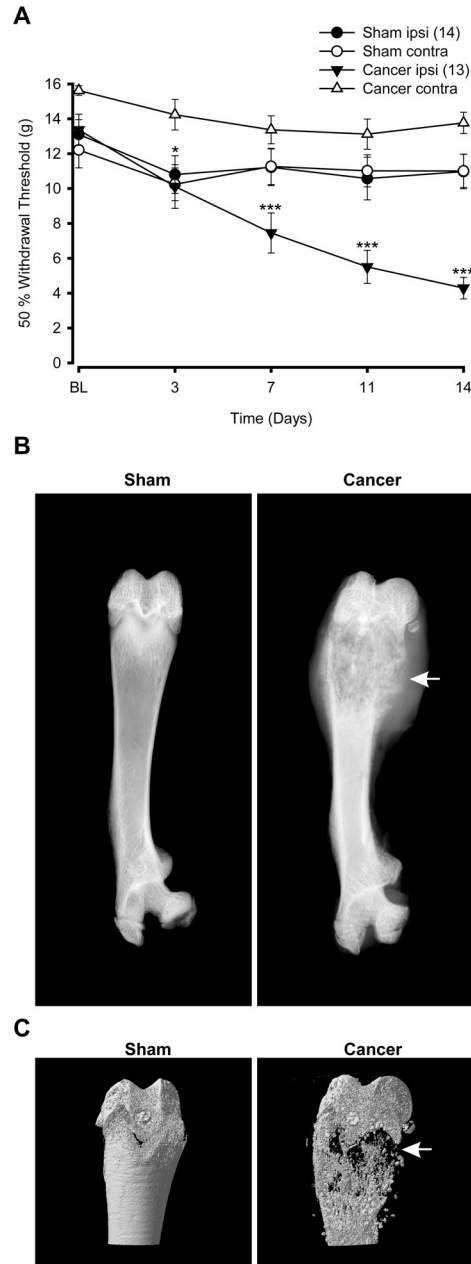 A
Sham ipsi (14)
Sham contra
Cancer ipsi (13)
Cancer contra
16
14
12
10
8
6
4
2
0
50 % Withdrawal Threshold (g)
*
***
***
***
BL
3
7
11
14
Time (Days)
B
Sham
Cancer
C
Sham
Cancer